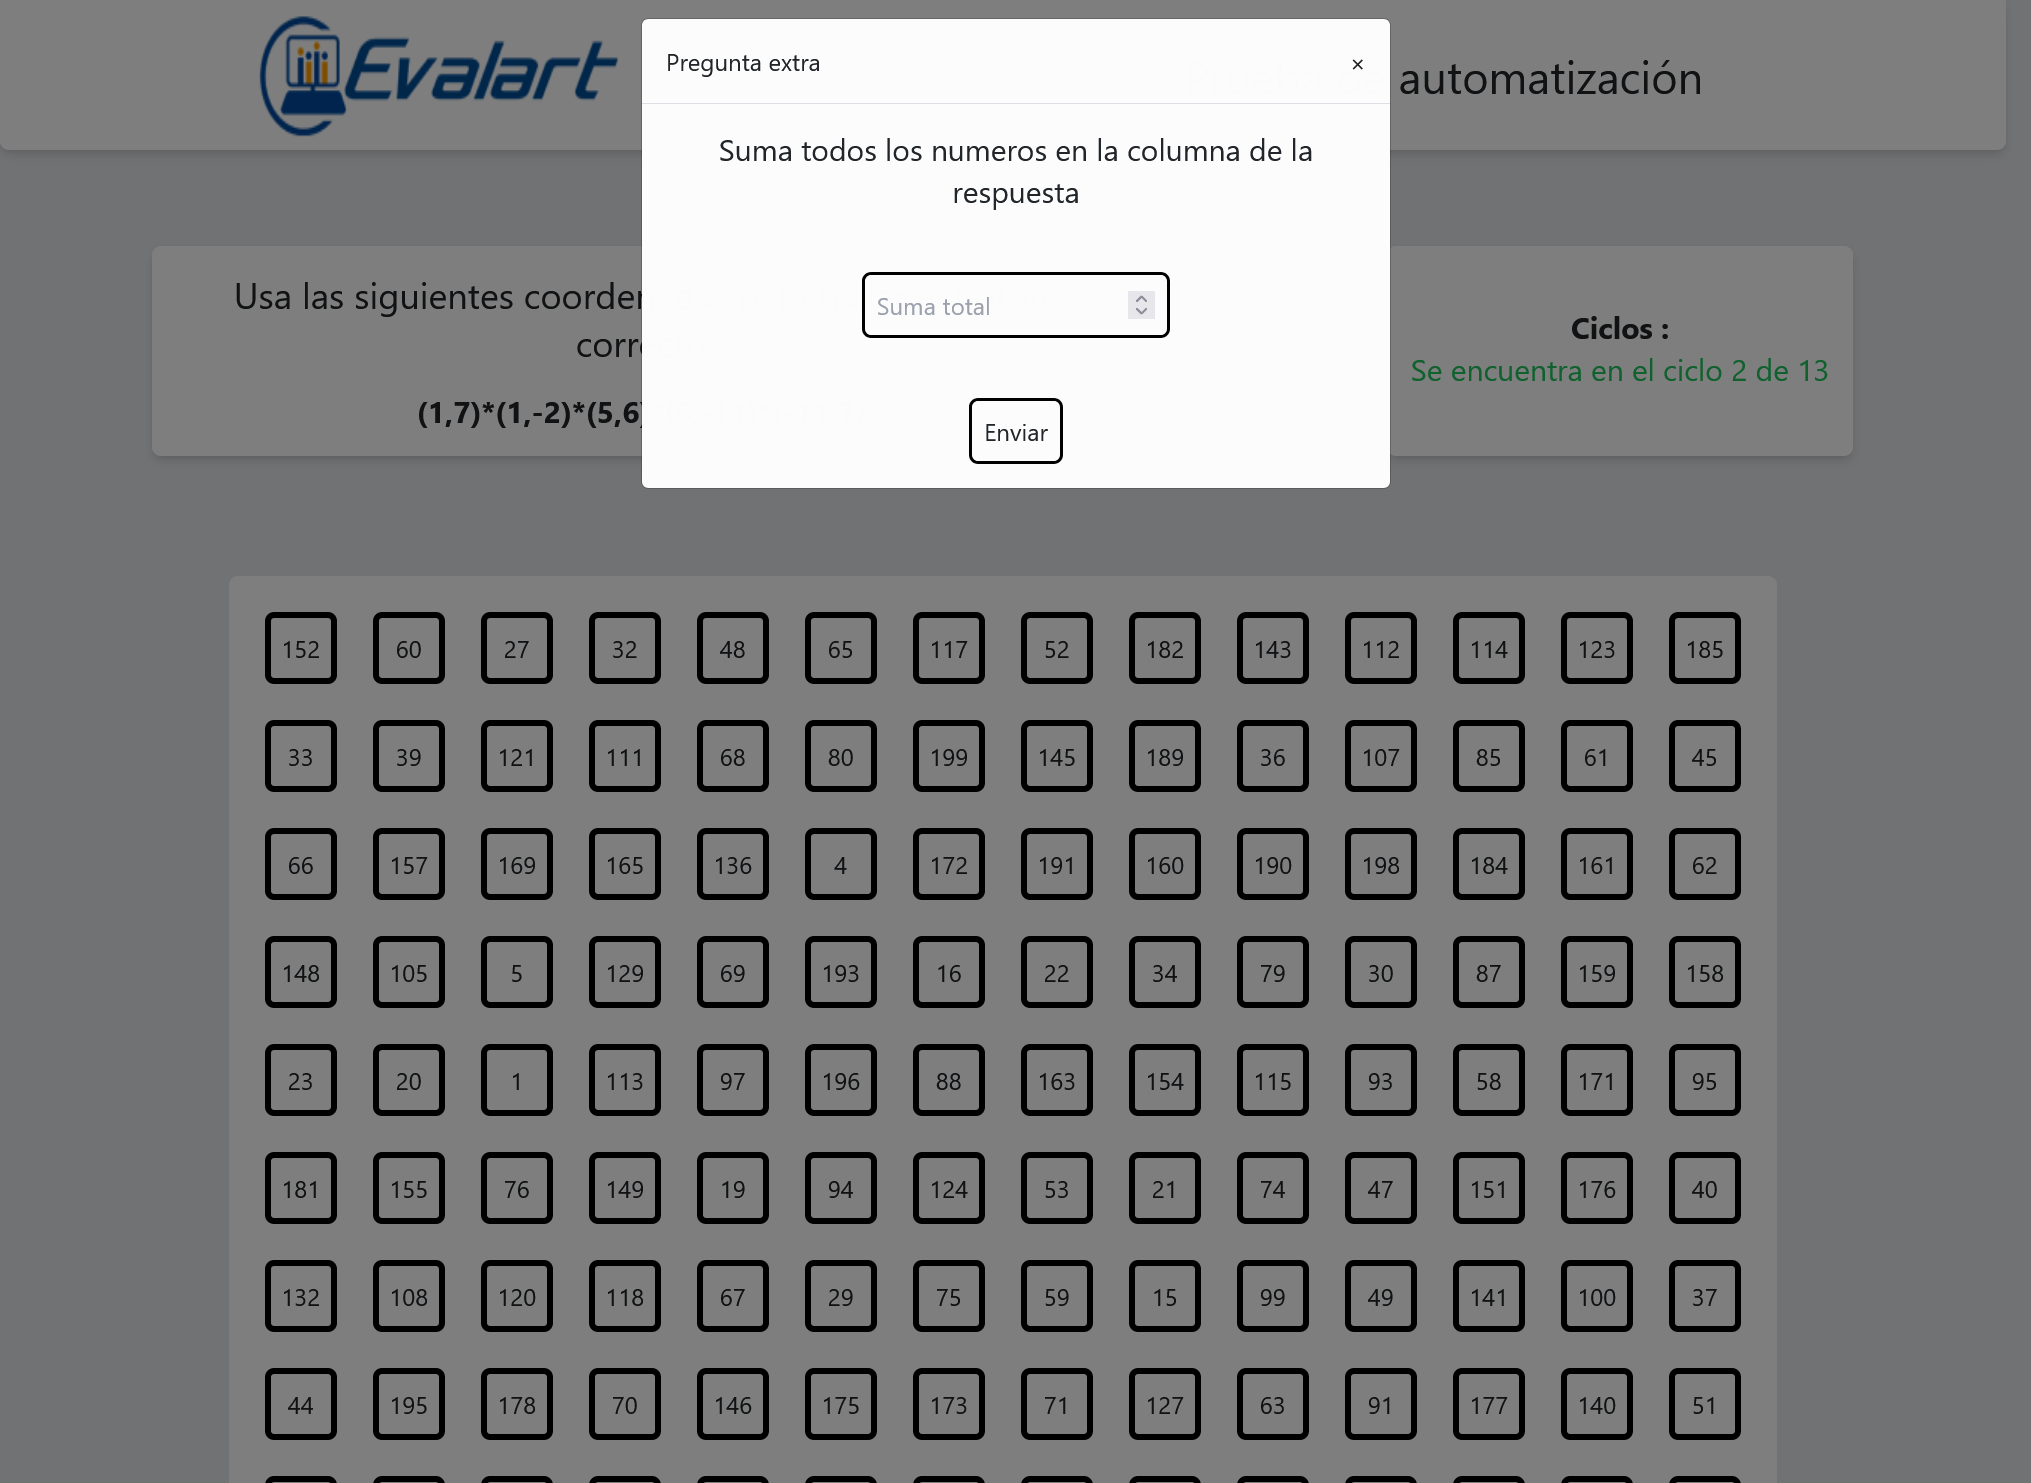 Evalart
automatización
Pregunta extra
×
Suma todos los numeros en la columna de la
respuesta
Suma total
Enviar
Usa las siguientes
(1,7)*(1,-2)*(5,6)
Ciclos :
Se encuentra en el ciclo 2 de 13
152 60 27 32 48 65 117 52 182 143 112 114 123 185
33 39 121 111 68 80 199 145 189 36 107 85 61 45
66 157 169 165 136 4 172 191 160 190 198 184 161 62
148 105 5 129 69 193 16 22 34 79 30 87 159 158
23 20 1 113 97 196 88 163 154 115 93 58 171 95
181 155 76 149 19 94 124 53 21 74 47 151 176 40
132 108 120 118 67 29 75 59 15 99 49 141 100 37
44 195 178 70 146 175 173 71 127 63 91 177 140 51